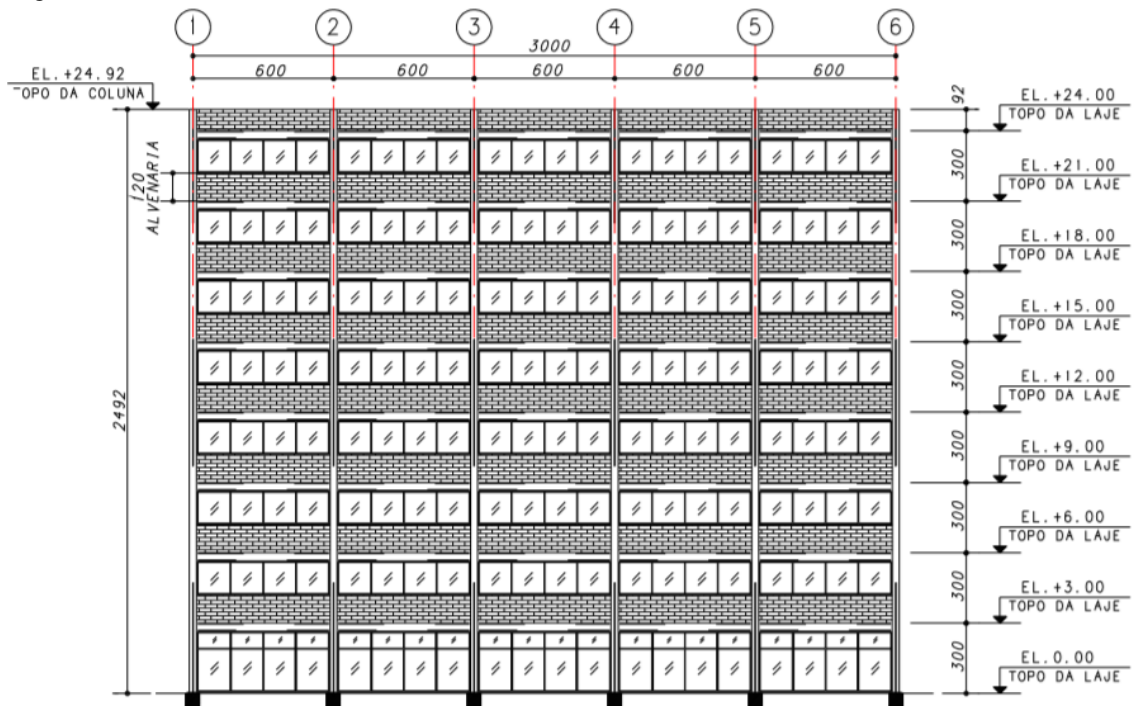 1 2 3 4 5 6
3000
600 600 600 600 600
EL.+24.92
TOPO DA COLUNA
92
EL.+24.00
TOPO DA LAJE
300
EL.+21.00
TOPO DA LAJE
120
ALVENARIA
300
EL.+18.00
TOPO DA LAJE
300
EL.+15.00
TOPO DA LAJE
300
EL.+12.00
TOPO DA LAJE
2492
300
EL.+9.00
TOPO DA LAJE
300
EL.+6.00
TOPO DA LAJE
300
EL.+3.00
TOPO DA LAJE
300
EL.0.00
TOPO DA LAJE